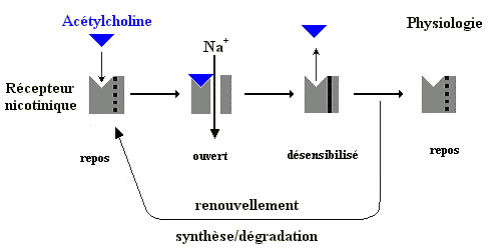 Acétylcholine
Physiologie
Na+
Récepteur
nicotinique
repos
ouvert
désensibilisé
repos
renouvellement
synthèse/dégradation